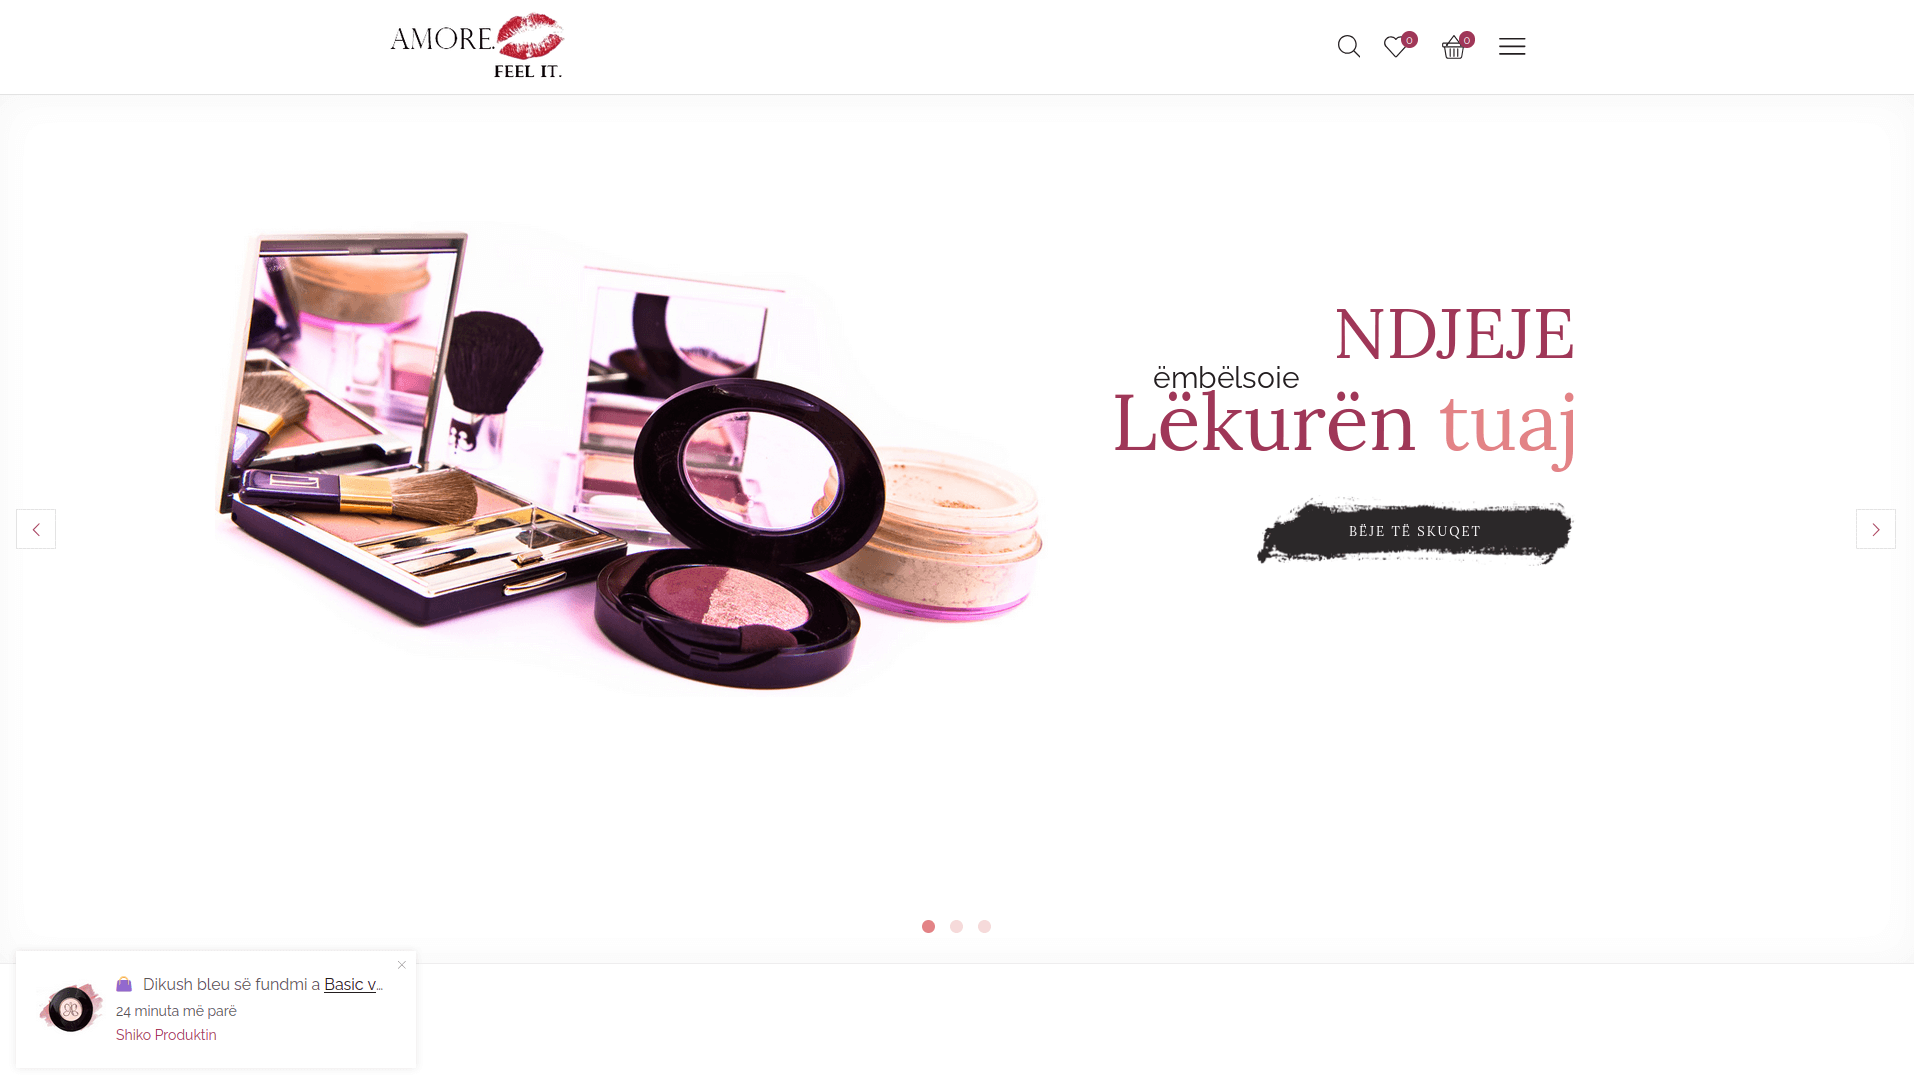 AMORE.
FEEL IT.
0
0
NDJEJE
ëmbëlsoie
Lëkurën tuaj
BËJE TË SKUQET
Dikush bleu së fundmi a Basic v...
24 minuta më parë
Shiko Produktin